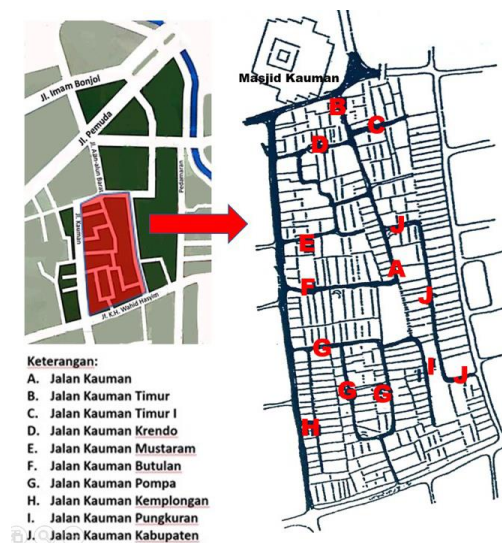 Masjid Kauman
Jl. Imam Bonjol
Jl. Pemuda
Jl. Kauman
Jl. K.H. Wahid Hasyim
B
C
D
J
E
A
F
J
G
I
J
G
G
H
Keterangan:
A. Jalan Kauman
B. Jalan Kauman Timur
C. Jalan Kauman Timur I
D. Jalan Kauman Krendo
E. Jalan Kauman Mustaram
F. Jalan Kauman Butulan
G. Jalan Kauman Pompa
H. Jalan Kauman Kemplongan
I. Jalan Kauman Pungkuran
J. Jalan Kauman Kabupaten